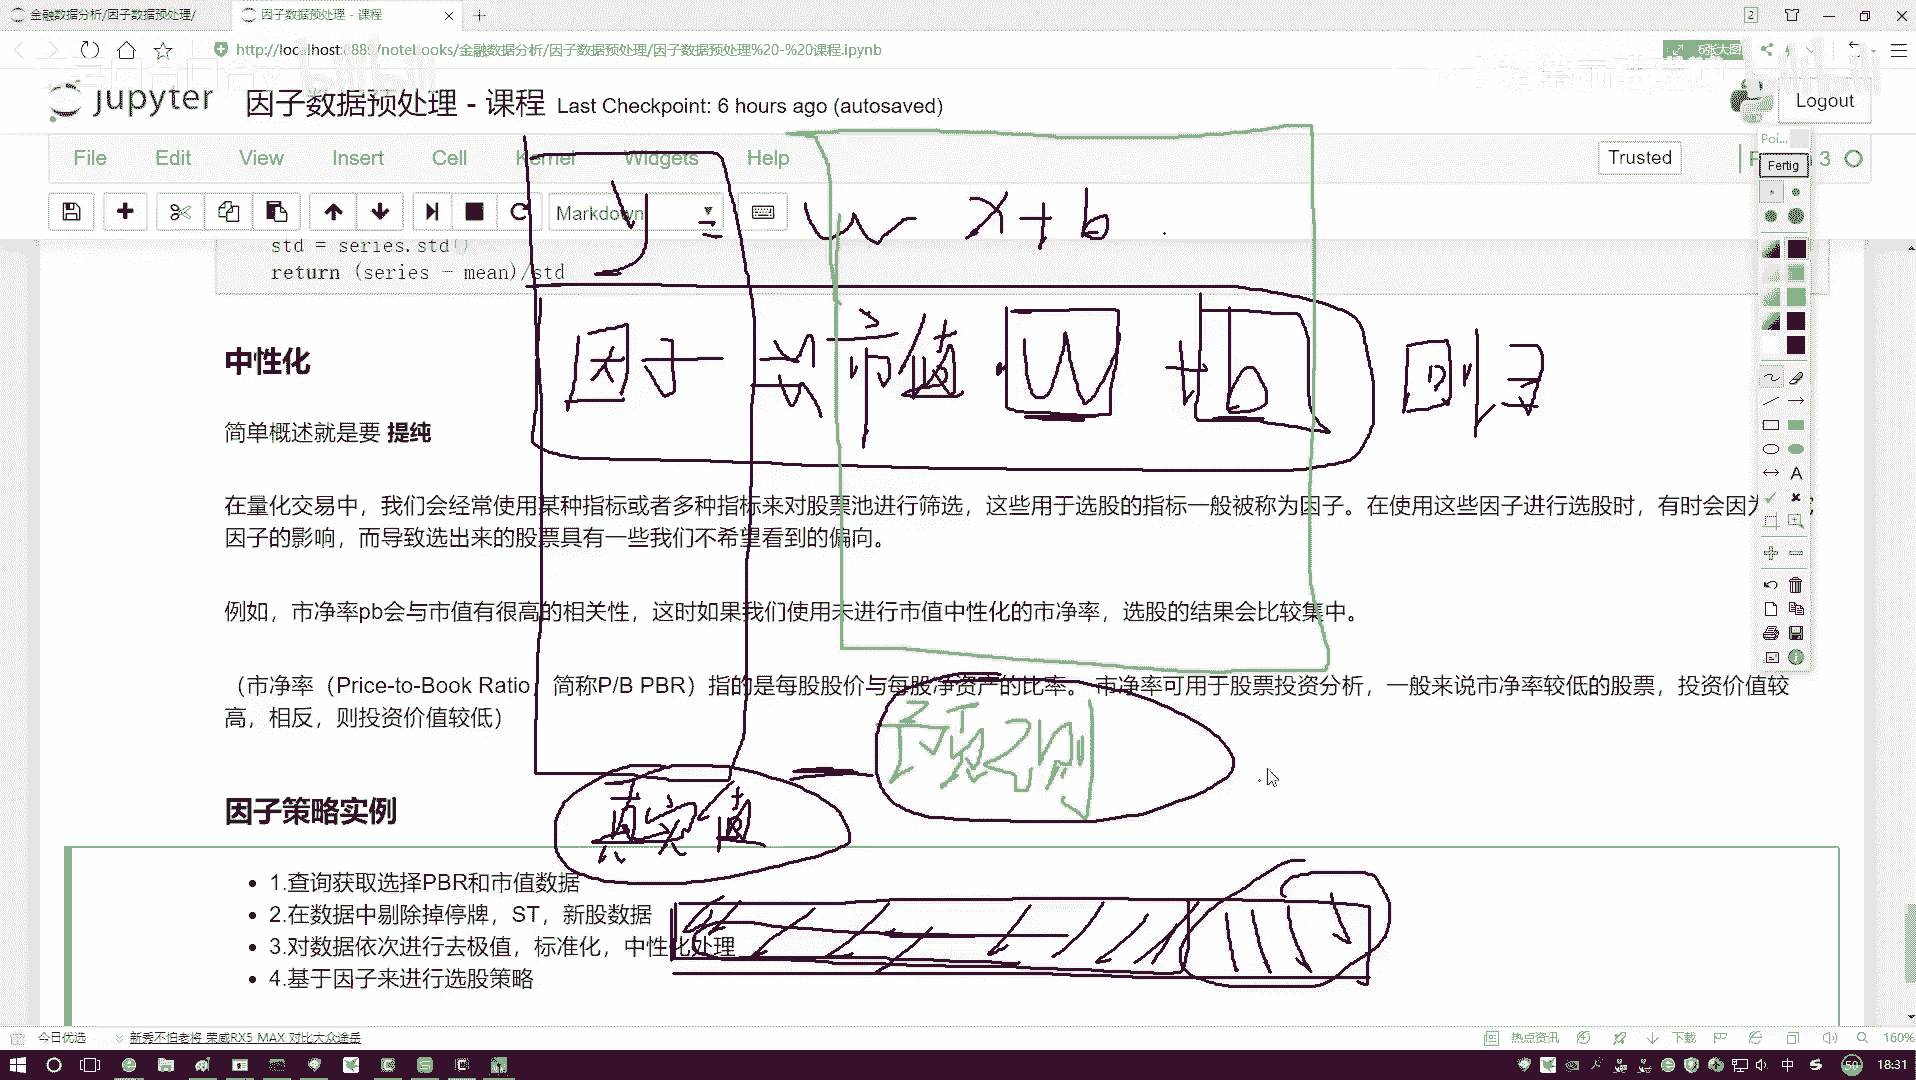 金融数据分析/因子数据预处理/
因子数据预处理 - 课程
http://localhost:888/notebooks/金融数据分析/因子数据预处理/因子数据预处理%20-%20课程.ipynb
jupyter 因子数据预处理 - 课程 Last Checkpoint: 6 hours ago (autosaved)
Logout
File Edit View Insert Cell Kernel Widgets Help
Trusted
3
Fertig
Markdown
y = w x + b
std = series.std()
return (series - mean)/std
因子 ≈ 市值 · W + b 回归
中性化
简单概述就是要 提纯
在量化交易中，我们会经常使用某种指标或者多种指标来对股票池进行筛选，这些用于选股的指标一般被称为因子。在使用这些因子进行选股时，有时会因为
因子的影响，而导致选出来的股票具有一些我们不希望看到的偏向。
例如，市净率pb会与市值有很高的相关性，这时如果我们使用未进行市值中性化的市净率，选股的结果会比较集中。
（市净率（Price-to-Book Ratio，简称P/B PBR）指的是每股股价与每股净资产的比率。 市净率可用于股票投资分析，一般来说市净率较低的股票，投资价值较
高，相反，则投资价值较低）
真实值 — 预测
因子策略实例
1.查询获取选择PBR和市值数据
2.在数据中剔除掉停牌，ST，新股数据
3.对数据依次进行去极值，标准化，中性化处理
4.基于因子来进行选股策略
今日优选
新秀不怕老将 荣威RX5 MAX 对比大众途岳
热点资讯
下载
160%
中
50
18:31